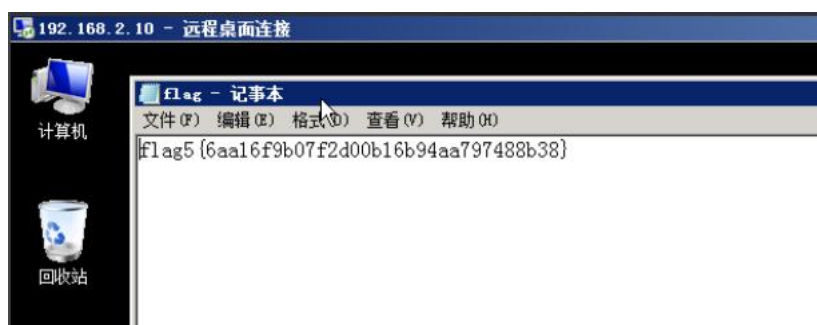 192.168.2.10 - 远程桌面连接
计算机
flag - 记事本
文件(F) 编辑(E) 格式(O) 查看(V) 帮助(H)
flag5{6aa16f9b07f2d00b16b94aa797488b38}
回收站